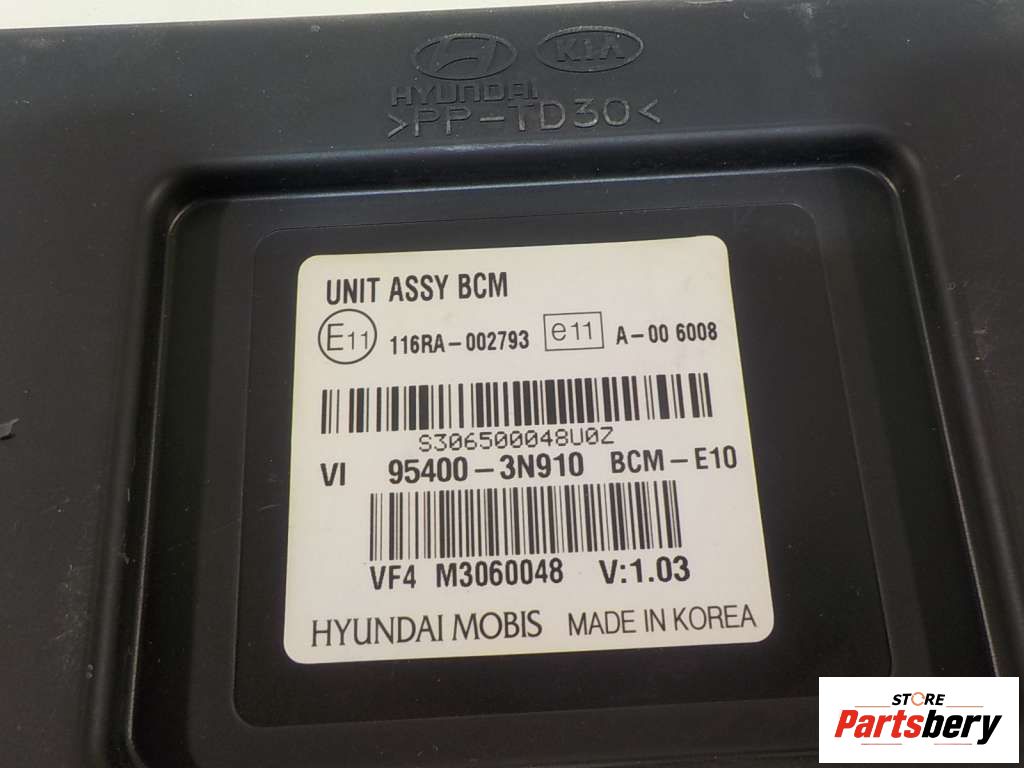 KIA
HYUNDAI
>PP-TD30<
UNIT ASSY BCM
E11 116RA-002793 e11 A-00 6008
S306500048U0Z
VI 95400-3N910 BCM-E10
VF4 M3060048 V:1.03
HYUNDAI MOBIS MADE IN KOREA
STORE
Partsbery